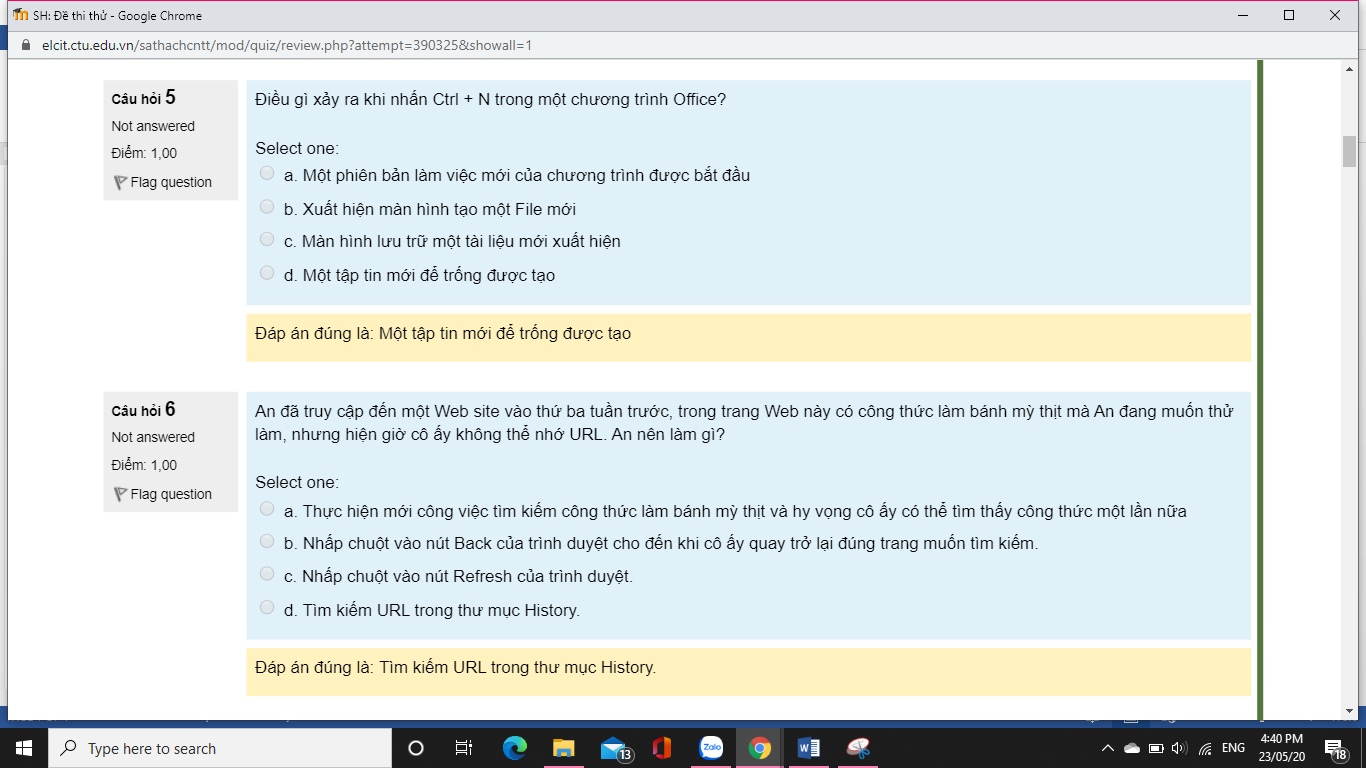 SH: Đề thi thử - Google Chrome
elcit.ctu.edu.vn/sathachcntt/mod/quiz/review.php?attempt=390325&showall=1
Câu hỏi 5
Not answered
Điểm: 1,00
Flag question
Điều gì xảy ra khi nhấn Ctrl + N trong một chương trình Office?
Select one:
a. Một phiên bản làm việc mới của chương trình được bắt đầu
b. Xuất hiện màn hình tạo một File mới
c. Màn hình lưu trữ một tài liệu mới xuất hiện
d. Một tập tin mới để trống được tạo
Đáp án đúng là: Một tập tin mới để trống được tạo
Câu hỏi 6
Not answered
Điểm: 1,00
Flag question
An đã truy cập đến một Web site vào thứ ba tuần trước, trong trang Web này có công thức làm bánh mỳ thịt mà An đang muốn thử
làm, nhưng hiện giờ cô ấy không thể nhớ URL. An nên làm gì?
Select one:
a. Thực hiện mới công việc tìm kiếm công thức làm bánh mỳ thịt và hy vọng cô ấy có thể tìm thấy công thức một lần nữa
b. Nhấp chuột vào nút Back của trình duyệt cho đến khi cô ấy quay trở lại đúng trang muốn tìm kiếm.
c. Nhấp chuột vào nút Refresh của trình duyệt.
d. Tìm kiếm URL trong thư mục History.
Đáp án đúng là: Tìm kiếm URL trong thư mục History.
Type here to search
13
Zalo
ENG
4:40 PM
23/05/20
18